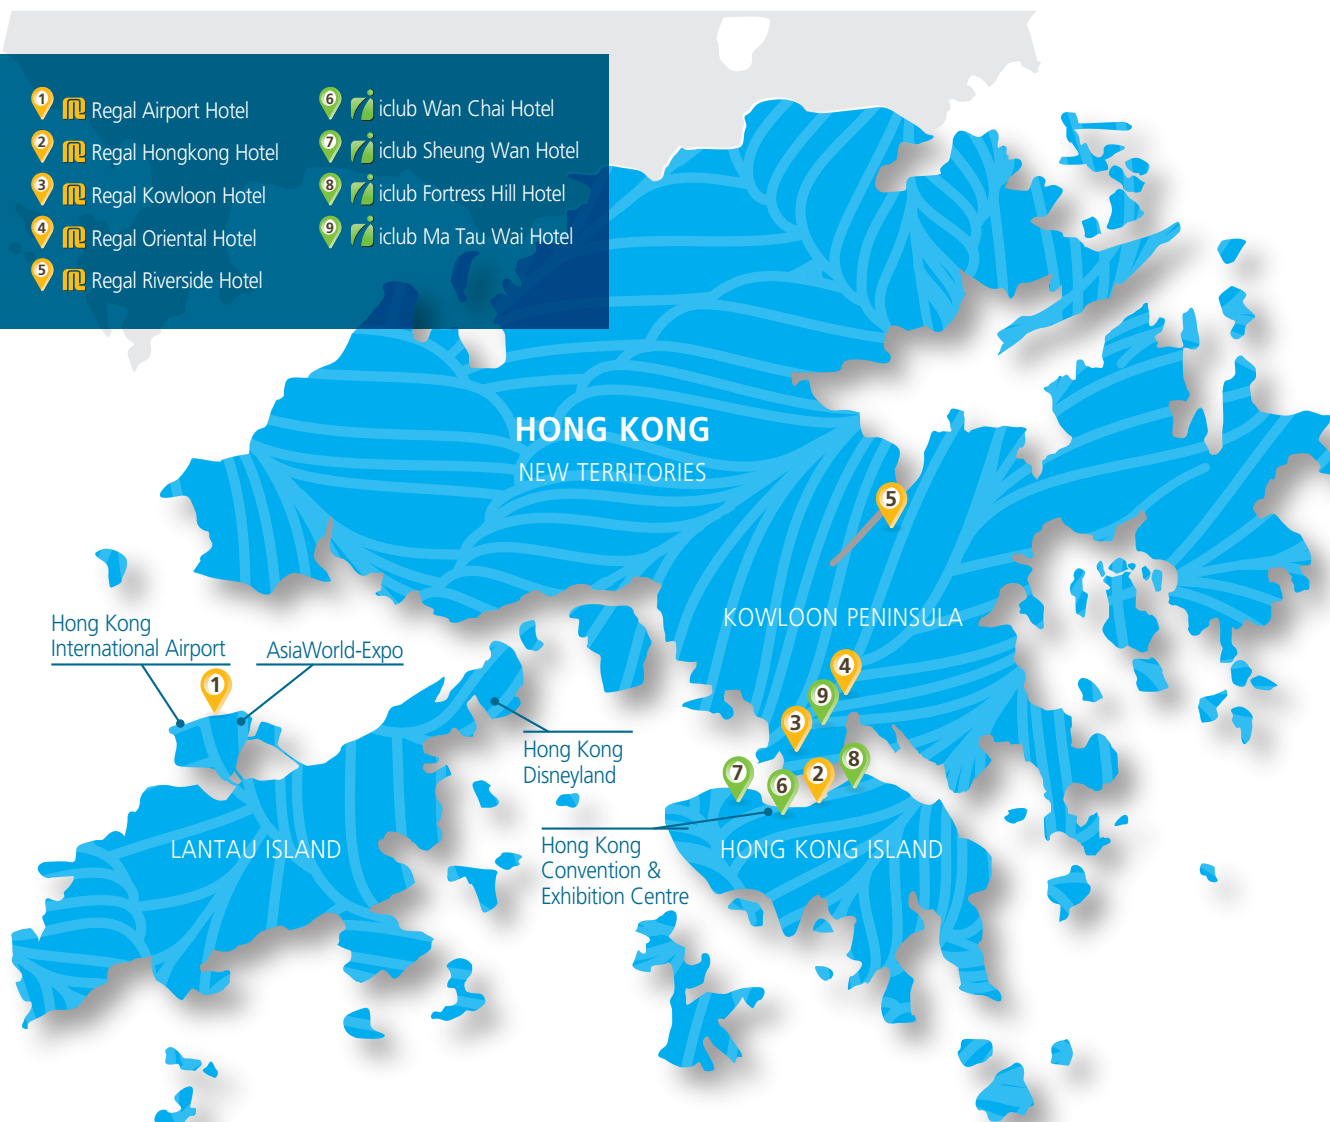 1 Regal Airport Hotel
2 Regal Hongkong Hotel
3 Regal Kowloon Hotel
4 Regal Oriental Hotel
5 Regal Riverside Hotel
6 iclub Wan Chai Hotel
7 iclub Sheung Wan Hotel
8 iclub Fortress Hill Hotel
9 iclub Ma Tau Wai Hotel
HONG KONG
NEW TERRITORIES
5
KOWLOON PENINSULA
Hong Kong
International Airport
AsiaWorld-Expo
1
4
9
3
Hong Kong
Disneyland
7
6
2
8
LANTAU ISLAND
Hong Kong
Convention &
Exhibition Centre
HONG KONG ISLAND